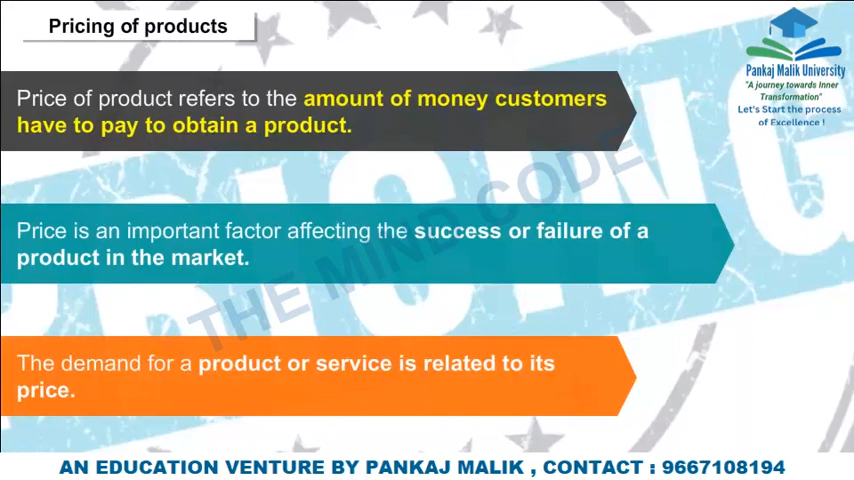 Pricing of products
Pankaj Malik University
"A journey towards Inner
Transformation"
Let's Start the process
of Excellence !
Price of product refers to the amount of money customers
have to pay to obtain a product.
Price is an important factor affecting the success or failure of a
product in the market.
The demand for a product or service is related to its
price.
THE MIND CODE
PRICING
AN EDUCATION VENTURE BY PANKAJ MALIK , CONTACT : 9667108194